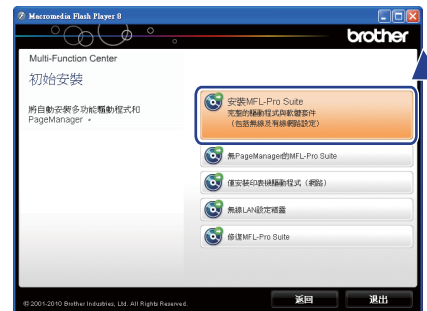 Macromedia Flash Player 8
brother
Multi-Function Center
初始安裝
將自動安裝多功能驅動程式和
PageManager。
安裝MFL-Pro Suite
完整的驅動程式與軟體套件
(包括無線及有線網路設定)
無PageManager的MFL-Pro Suite
僅安裝印表機驅動程式(網路)
無線LAN設定精靈
修復MFL-Pro Suite
© 2001-2010 Brother Industries, Ltd. All Rights Reserved.
返回
退出